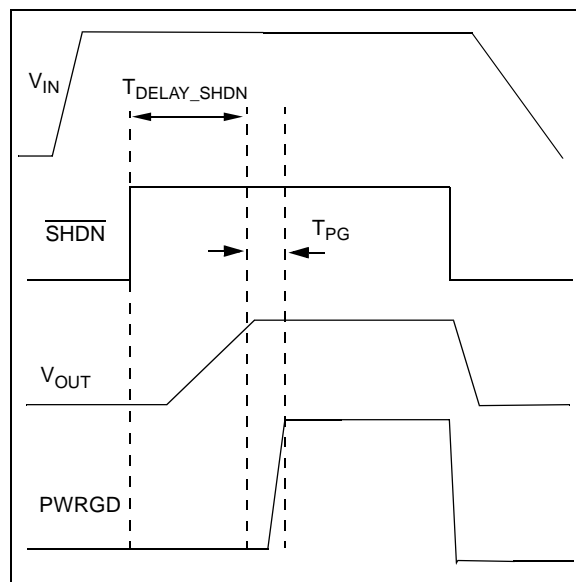 V_IN
T_DELAY_SHDN
SHDN
T_PG
V_OUT
PWRGD